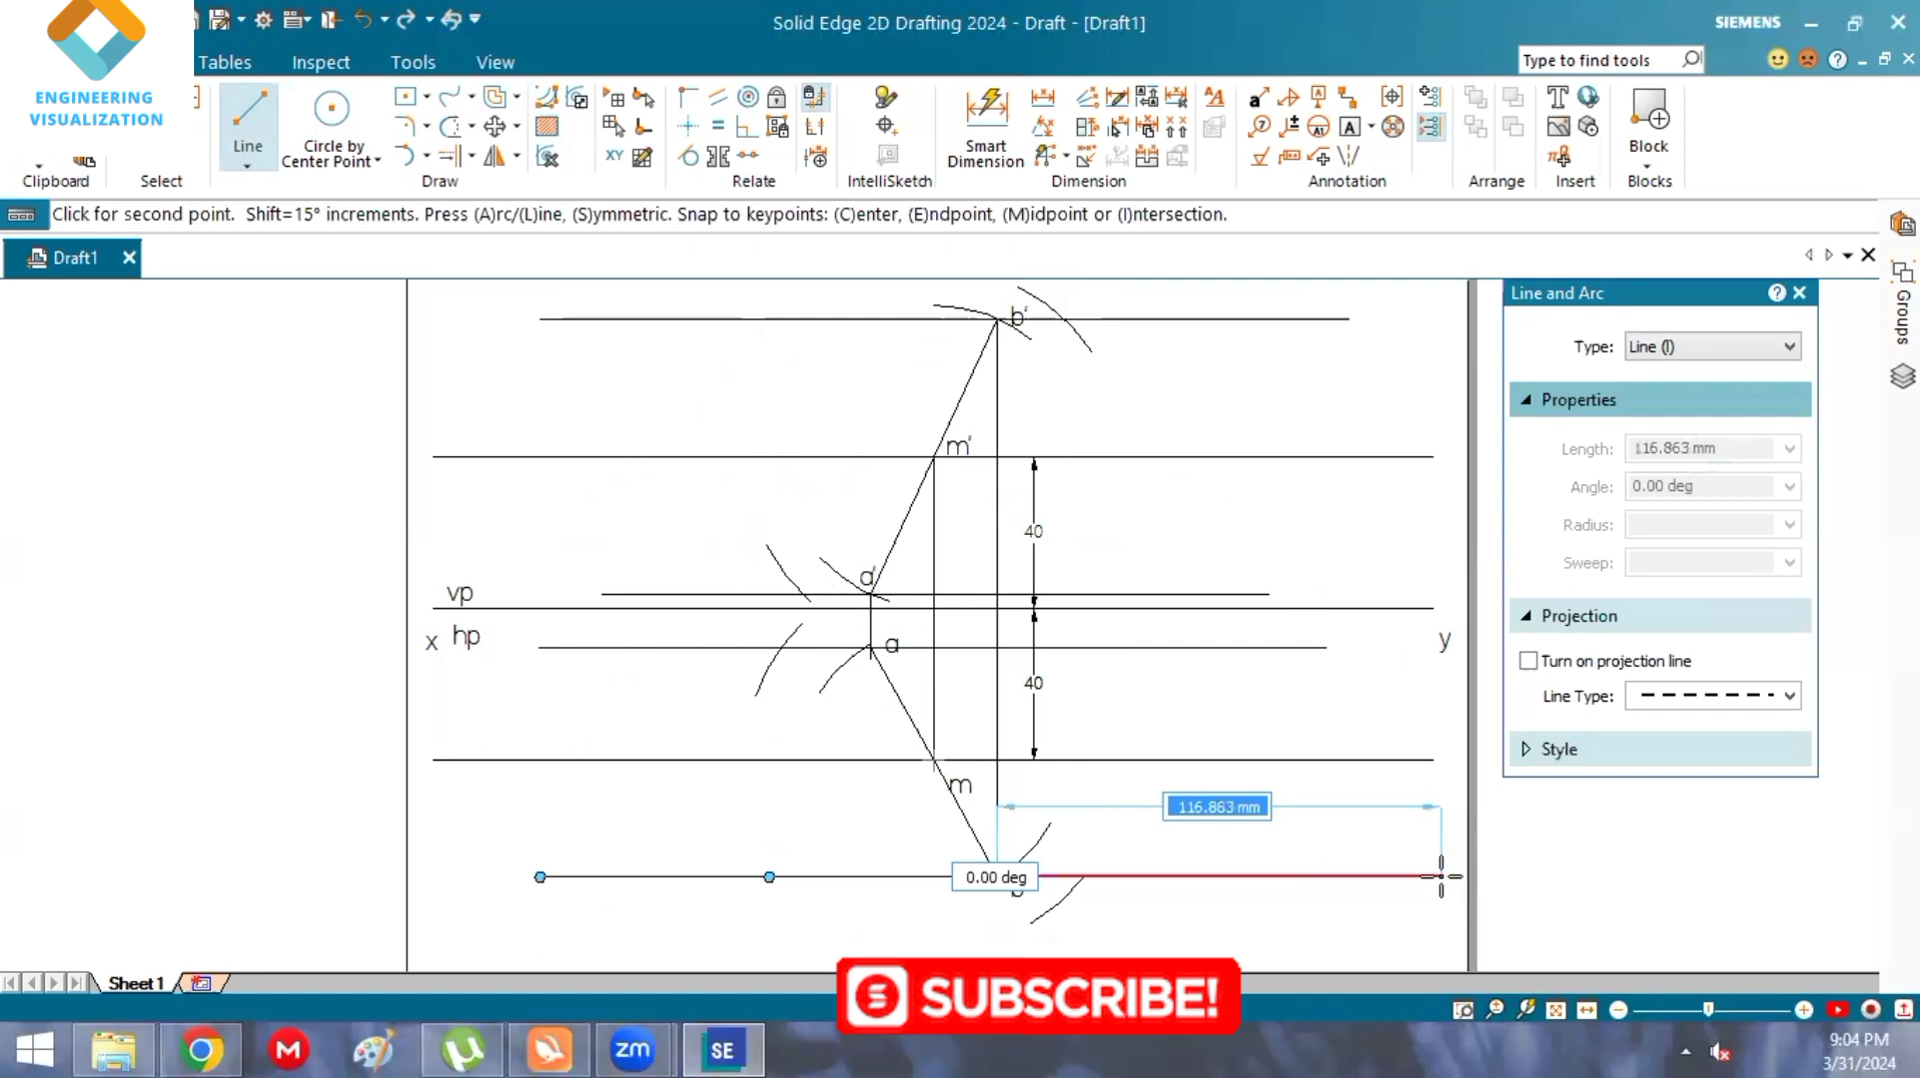 Solid Edge 2D Drafting 2024 - Draft - [Draft1]
SIEMENS
ENGINEERING
VISUALIZATION
Tables
Inspect
Tools
View
Type to find tools
Line
Circle by
Center Point
XY
Smart
Dimension
Block
Clipboard
Select
Draw
Relate
IntelliSketch
Dimension
Annotation
Arrange
Insert
Blocks
Click for second point.  Shift=15° increments. Press (A)rc/(L)ine, (S)ymmetric. Snap to keypoints: (C)enter, (E)ndpoint, (M)idpoint or (I)ntersection.
Draft1
Groups
Line and Arc
Type: Line (l)
Properties
Length: 116.863 mm
Angle: 0.00 deg
Radius:
Sweep:
Projection
Turn on projection line
Line Type:
Style
b'
m'
40
a'
vp
x hp
a
y
40
m
116.863 mm
0.00 deg
Sheet1
SUBSCRIBE!
zm
SE
9:04 PM
3/31/2024